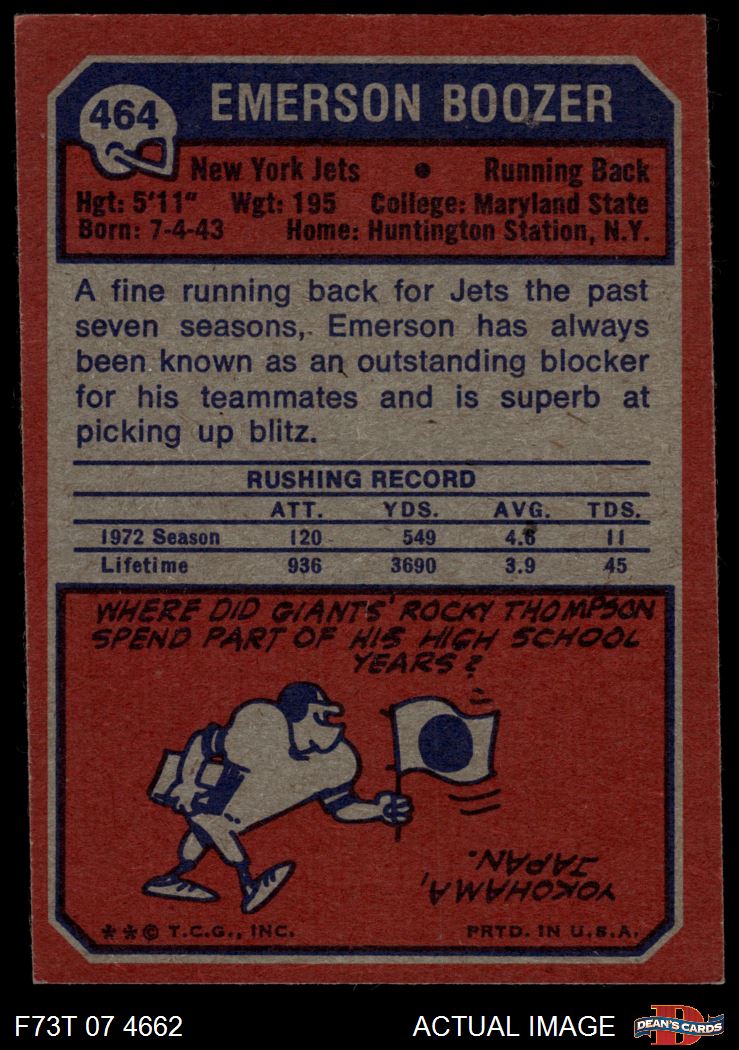 464
EMERSON BOOZER
New York Jets • Running Back
Hgt: 5'11" Wgt: 195 College: Maryland State
Born: 7-4-43 Home: Huntington Station, N.Y.
A fine running back for Jets the past
seven seasons, Emerson has always
been known as an outstanding blocker
for his teammates and is superb at
picking up blitz.
RUSHING RECORD
ATT. YDS. AVG. TDS.
1972 Season 120 549 4.6 11
Lifetime 936 3690 3.9 45
WHERE DID GIANTS' ROCKY THOMPSON
SPEND PART OF HIS HIGH SCHOOL
YEARS?
YOKOHAMA,
JAPAN.
**© T.C.G., INC. PRTD. IN U.S.A.
F73T 07 4662 ACTUAL IMAGE
D
DEAN'S CARDS